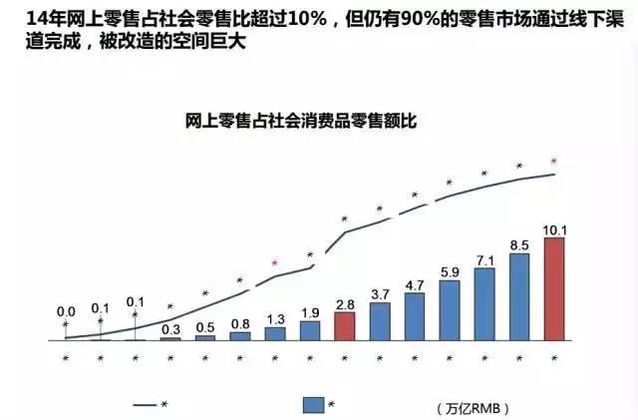 14年网上零售占社会零售比超过10%，但仍有90%的零售市场通过线下渠
道完成，被改造的空间巨大
网上零售占社会消费品零售额比
* * * * * * * * * * * * * * *
0.0 0.1 0.1 0.3 0.5 0.8 1.3 1.9 2.8 3.7 4.7 5.9 7.1 8.5 10.1
* * * * * * * * * * * * * * *
* * （万亿RMB）